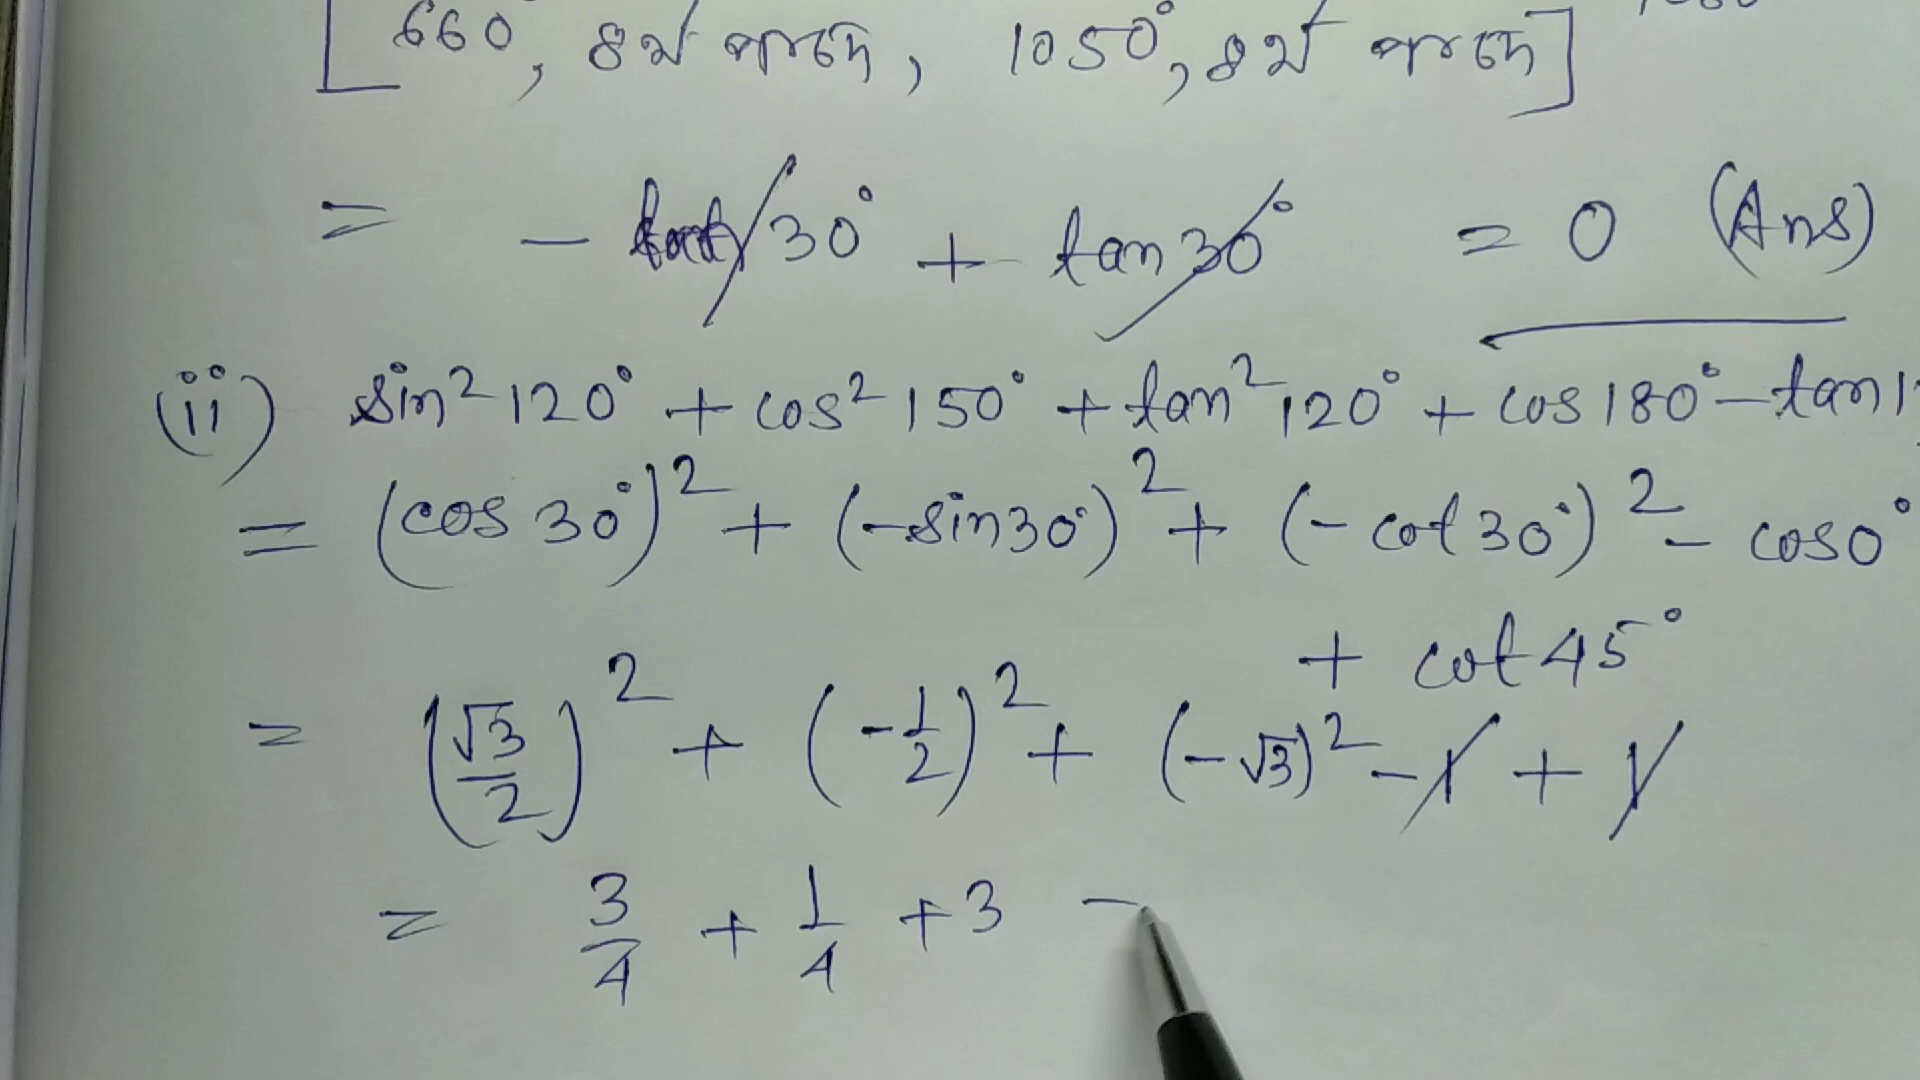 [660°, ৪র্থ পাদে, 1050°, ৪র্থ পাদে]
= - tan 30° + tan 30° = 0 (Ans)
(ii) sin² 120° + cos² 150° + tan² 120° + cos 180° - tan 1
= (cos 30°)² + (-sin 30°)² + (-cot 30°)² - cos 0°
+ cot 45°
= (√3/2)² + (-1/2)² + (-√3)² - 1 + 1
= 3/4 + 1/4 + 3 -